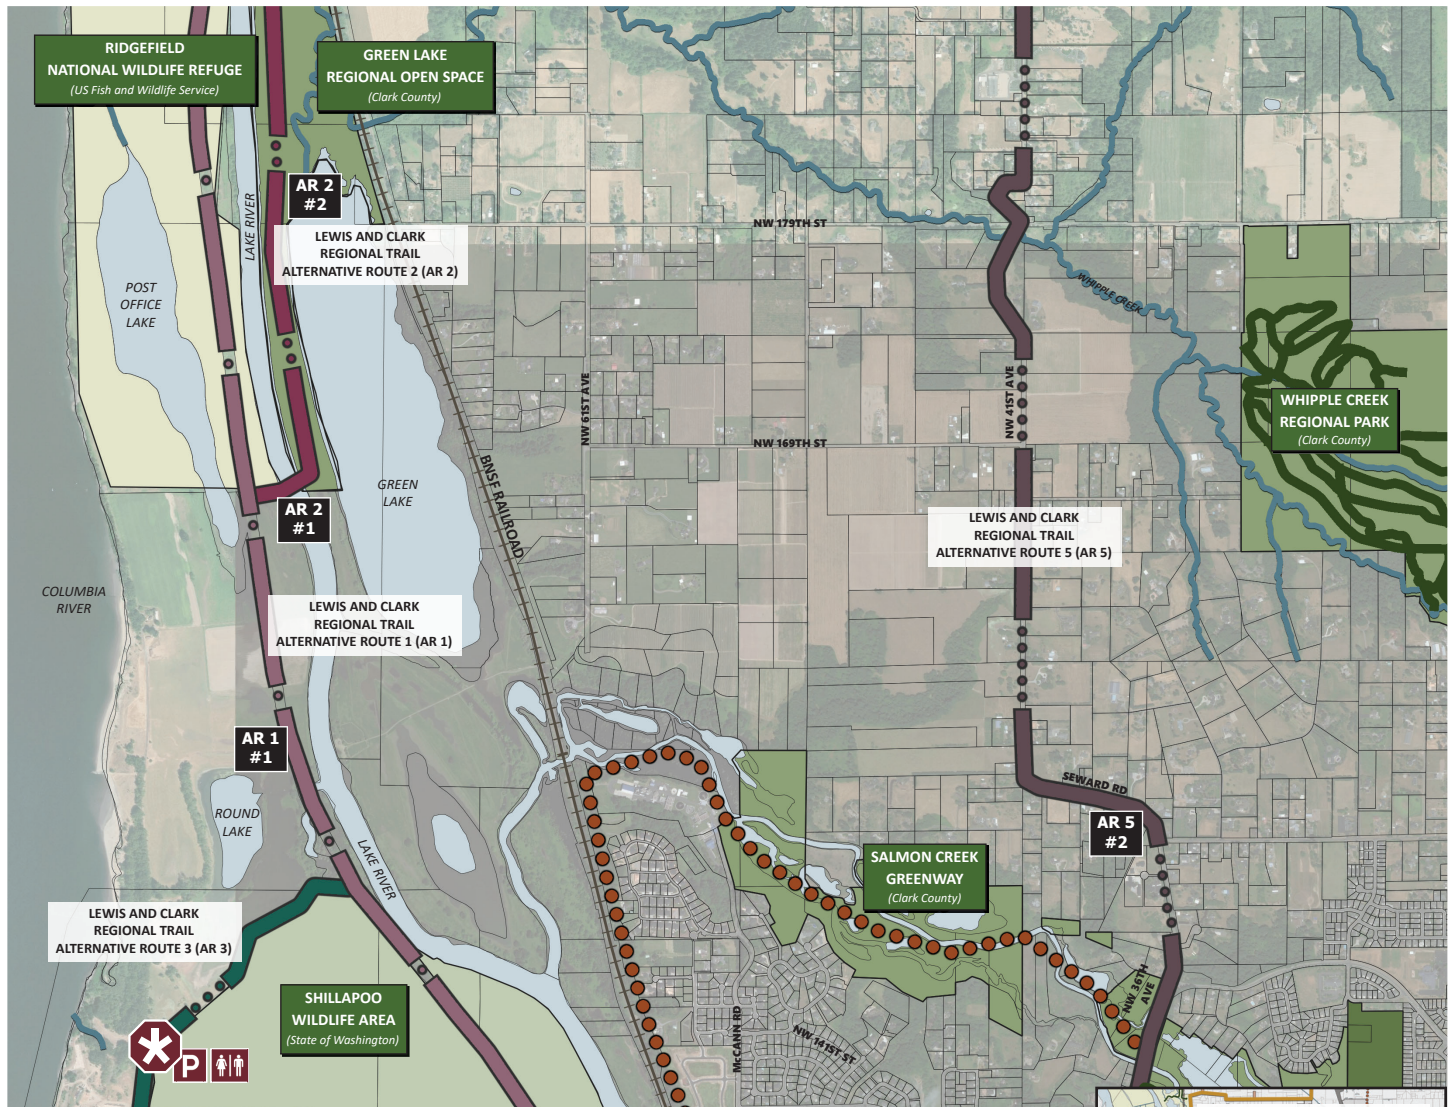 RIDGEFIELD
NATIONAL WILDLIFE REFUGE
(US Fish and Wildlife Service)
GREEN LAKE
REGIONAL OPEN SPACE
(Clark County)
AR 2
#2
LAKE RIVER
LEWIS AND CLARK
REGIONAL TRAIL
ALTERNATIVE ROUTE 2 (AR 2)
NW 179TH ST
WHIPPLE CREEK
POST
OFFICE
LAKE
NW 61ST AVE
NW 41ST AVE
WHIPPLE CREEK
REGIONAL PARK
(Clark County)
NW 169TH ST
GREEN
LAKE
BNSF RAILROAD
AR 2
#1
LEWIS AND CLARK
REGIONAL TRAIL
ALTERNATIVE ROUTE 5 (AR 5)
COLUMBIA
RIVER
LEWIS AND CLARK
REGIONAL TRAIL
ALTERNATIVE ROUTE 1 (AR 1)
AR 1
#1
SEWARD RD
ROUND
LAKE
AR 5
#2
LAKE RIVER
SALMON CREEK
GREENWAY
(Clark County)
LEWIS AND CLARK
REGIONAL TRAIL
ALTERNATIVE ROUTE 3 (AR 3)
NW 36TH
AVE
SHILLAPOO
WILDLIFE AREA
(State of Washington)
McCANN RD
NW 141ST ST
P